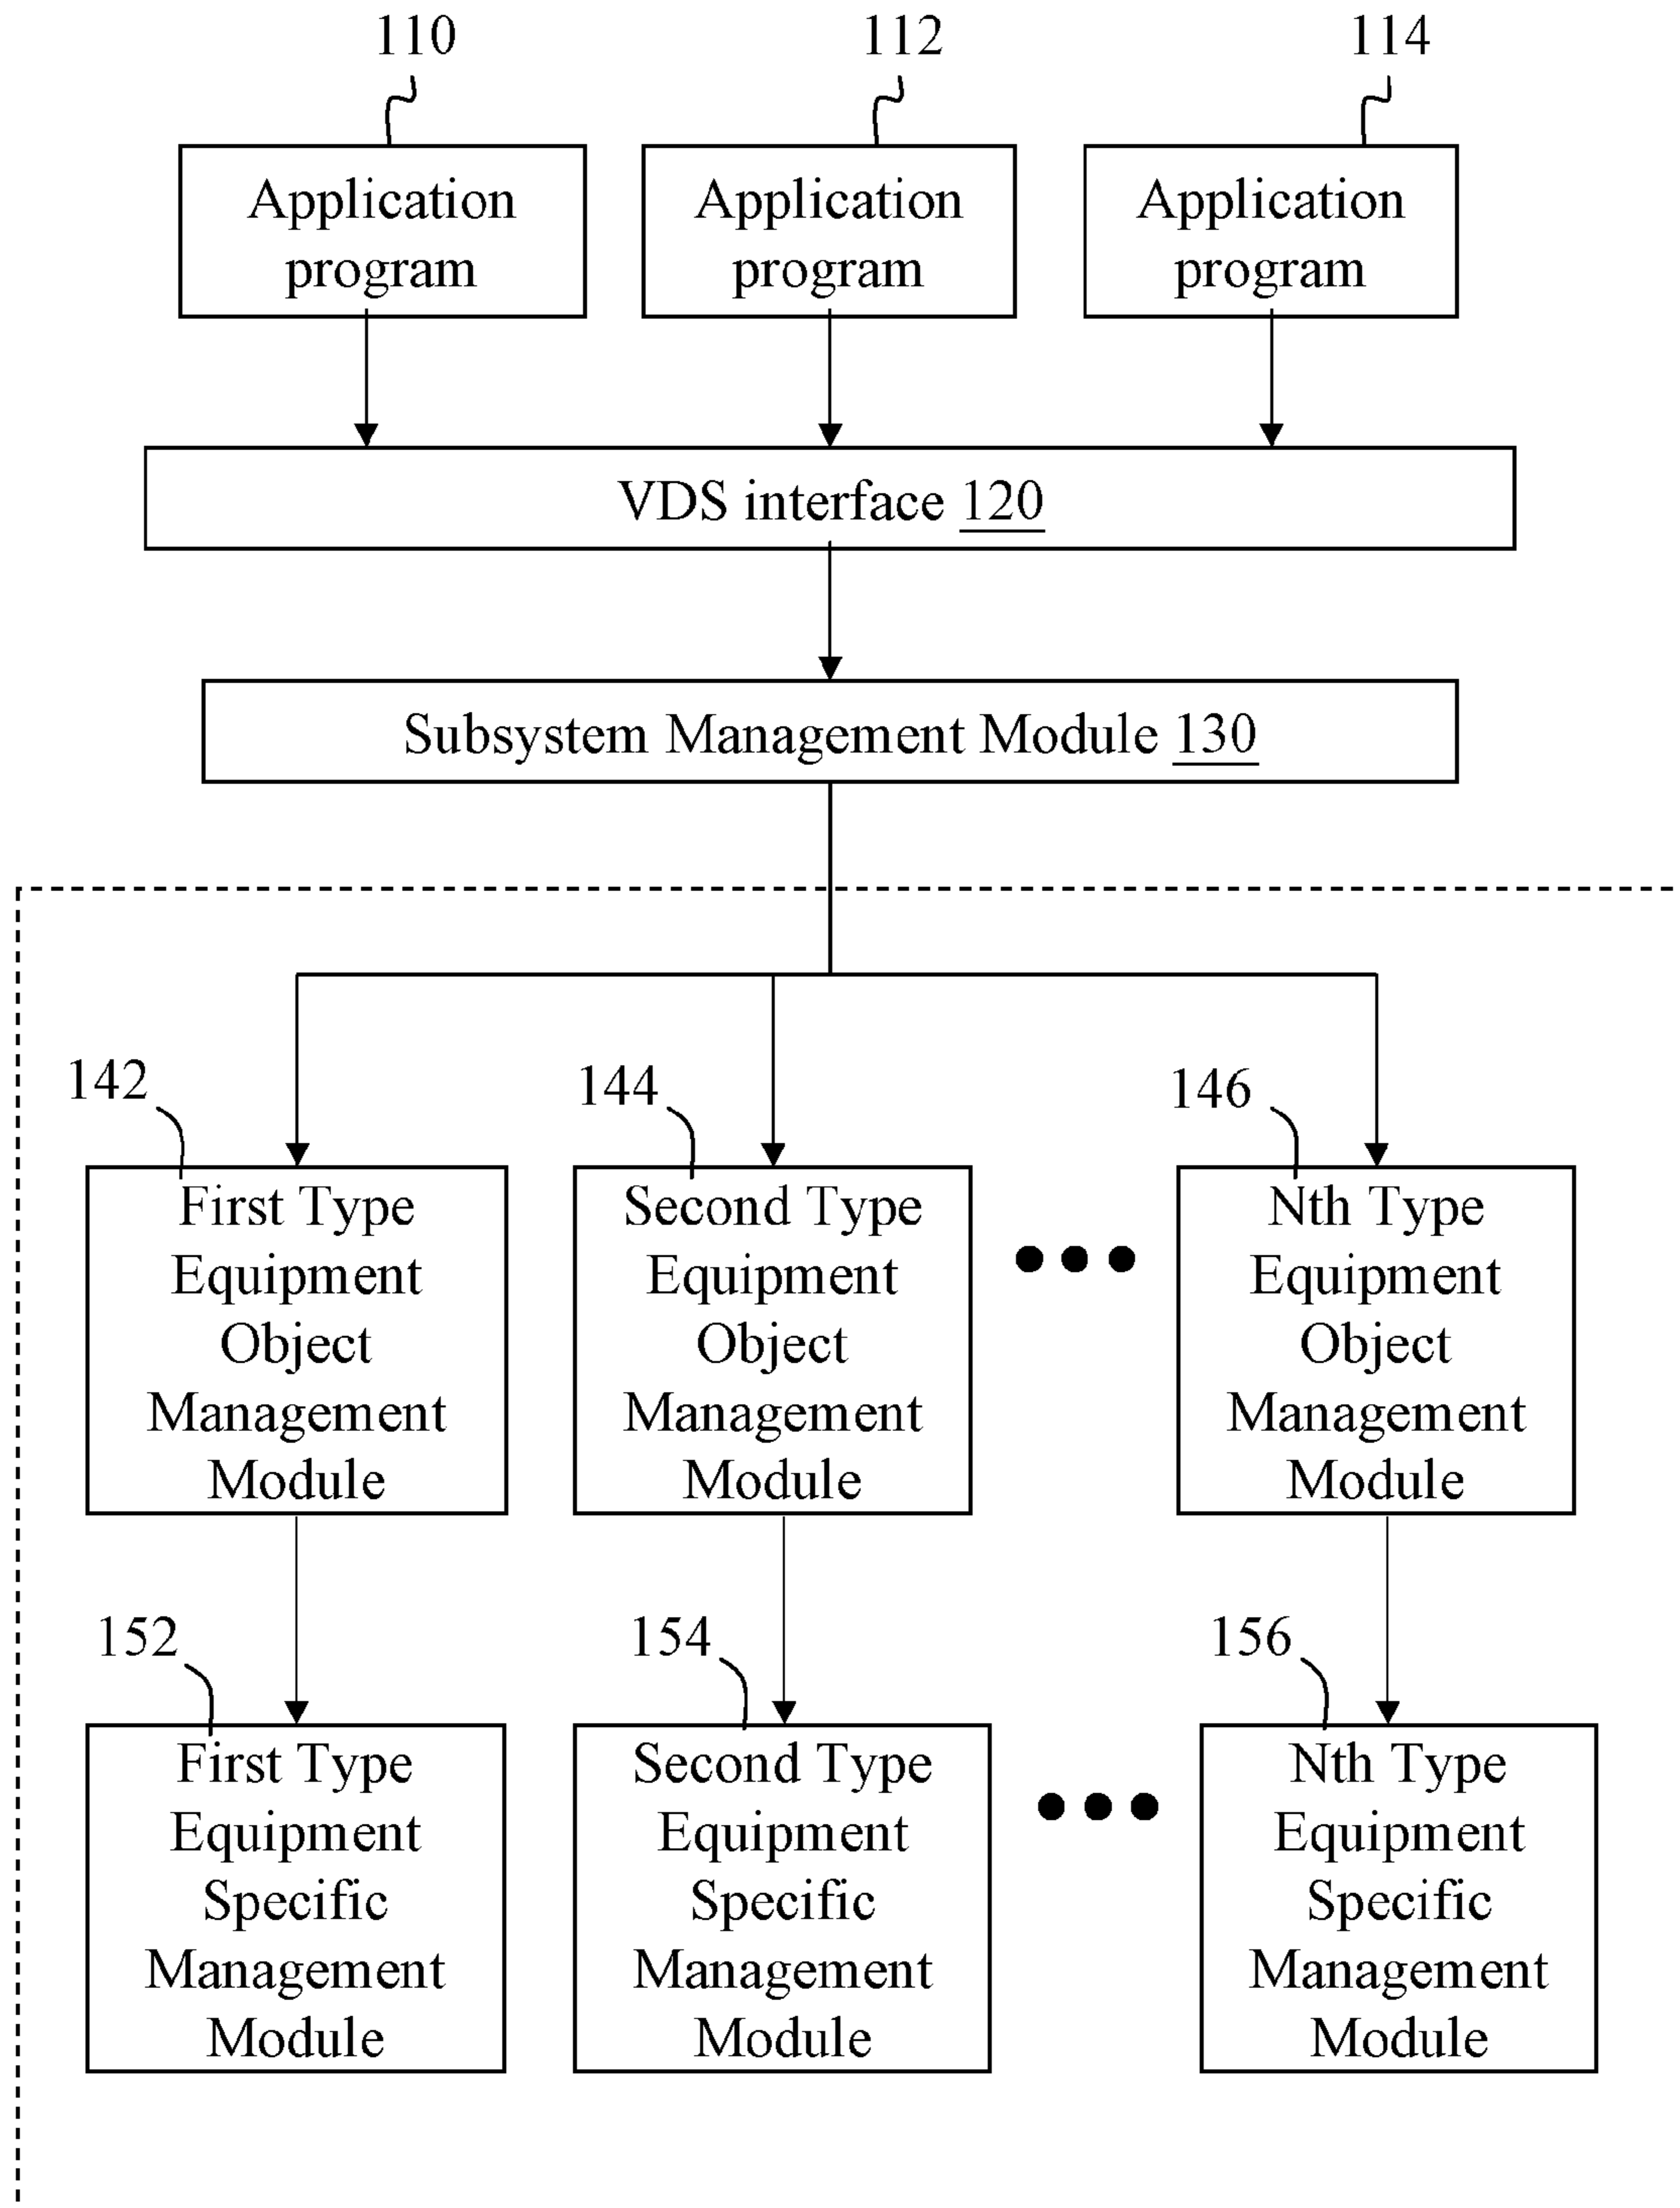 110
112
114
Application
program
Application
program
Application
program
VDS interface 120
Subsystem Management Module 130
142
144
146
First Type
Equipment
Object
Management
Module
Second Type
Equipment
Object
Management
Module
Nth Type
Equipment
Object
Management
Module
152
154
156
First Type
Equipment
Specific
Management
Module
Second Type
Equipment
Specific
Management
Module
Nth Type
Equipment
Specific
Management
Module